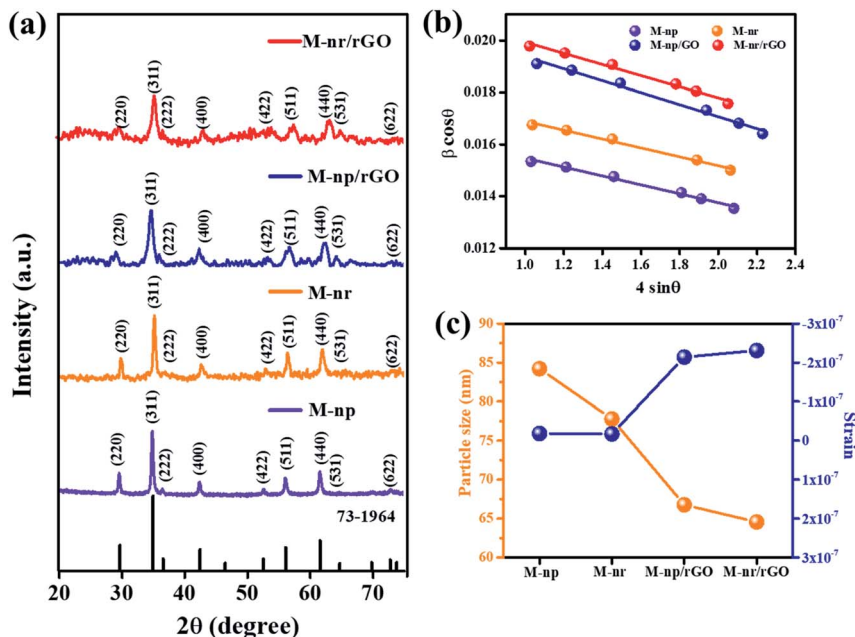 (a)
M-nr/rGO
(311)
(220)
(222)
(400)
(422)
(511)
(440)
(531)
(622)
M-np/rGO
(311)
(220)
(222)
(400)
(422)
(511)
(440)
(531)
(622)
M-nr
(311)
(220)
(222)
(400)
(422)
(511)
(440)
(531)
(622)
M-np
(311)
(220)
(222)
(400)
(422)
(511)
(440)
(531)
(622)
73-1964
Intensity (a.u.)
20 30 40 50 60 70
2θ (degree)
(b)
M-np M-nr
M-np/GO M-nr/rGO
0.020
0.018
0.016
0.014
0.012
β cosθ
1.0 1.2 1.4 1.6 1.8 2.0 2.2 2.4
4 sinθ
(c)
90
85
80
75
70
65
60
Particle size (nm)
-3x10⁻⁷
-2x10⁻⁷
-1x10⁻⁷
0
1x10⁻⁷
2x10⁻⁷
3x10⁻⁷
Strain
M-np M-nr M-np/rGO M-nr/rGO